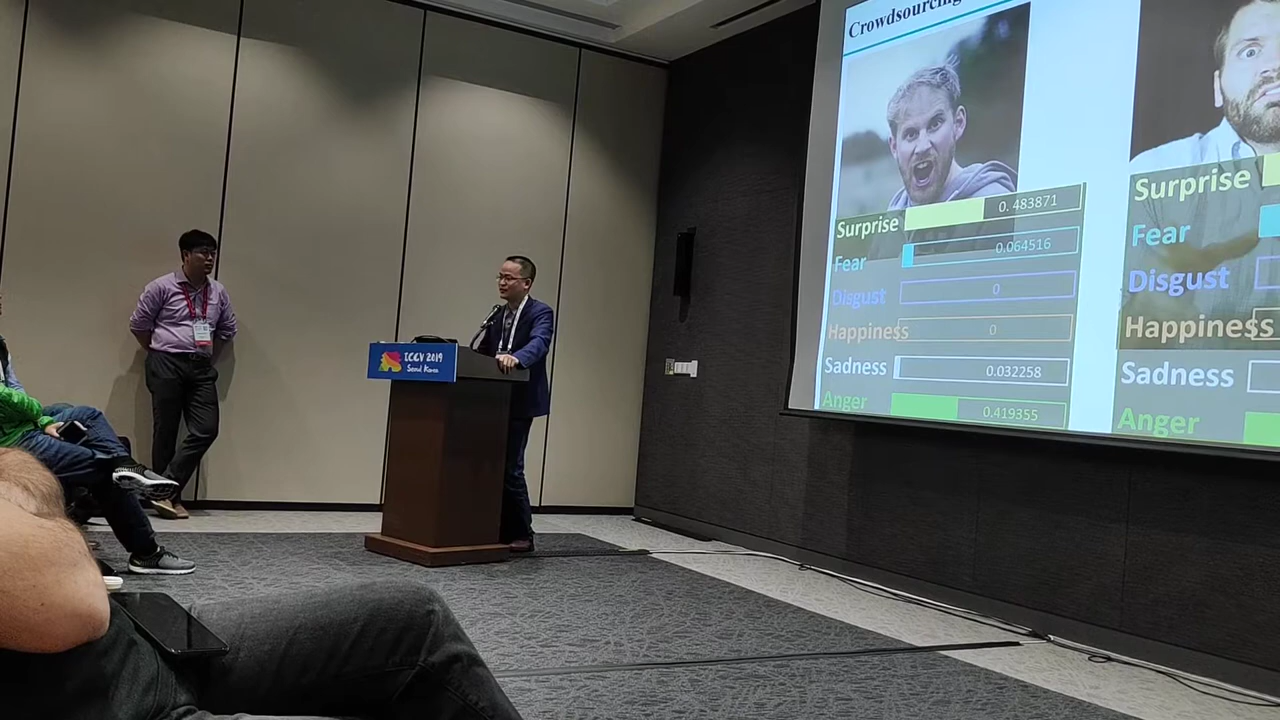 Crowdsourcing
Surprise 0.483871
Fear 0.064516
Disgust 0
Happiness 0
Sadness 0.032258
Anger 0.419355
Surprise
Fear
Disgust
Happiness
Sadness
Anger
ICCV 2019
Seoul Korea